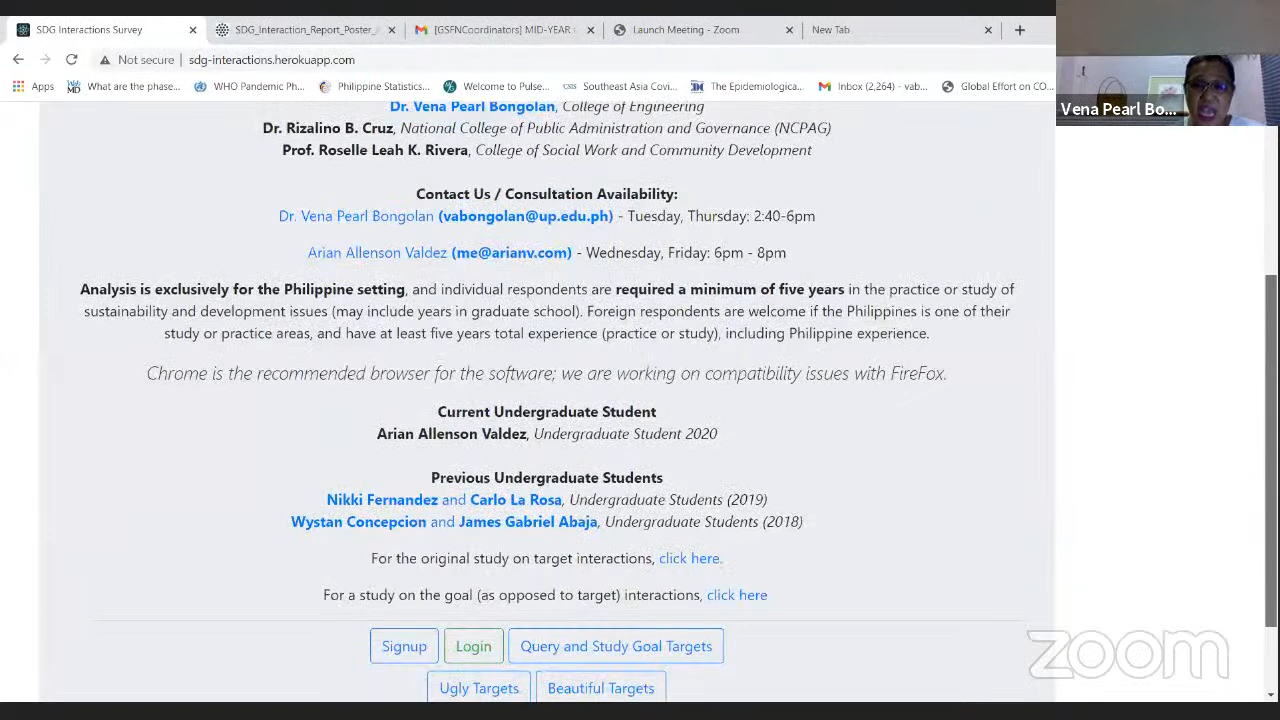 SDG Interactions Survey
SDG_Interaction_Report_Poster_
[GSFNCoordinators] MID-YEAR
Launch Meeting - Zoom
New Tab
Not secure | sdg-interactions.herokuapp.com
Apps
What are the phase...
WHO Pandemic Ph...
Philippine Statistics...
Welcome to Pulse...
Southeast Asia Covi...
The Epidemiologica...
Inbox (2,264) - vab...
Global Effort on CO...
Vena Pearl Bo...
Dr. Vena Pearl Bongolan, College of Engineering
Dr. Rizalino B. Cruz, National College of Public Administration and Governance (NCPAG)
Prof. Roselle Leah K. Rivera, College of Social Work and Community Development
Contact Us / Consultation Availability:
Dr. Vena Pearl Bongolan (vabongolan@up.edu.ph) - Tuesday, Thursday: 2:40-6pm
Arian Allenson Valdez (me@arianv.com) - Wednesday, Friday: 6pm - 8pm
Analysis is exclusively for the Philippine setting, and individual respondents are required a minimum of five years in the practice or study of
sustainability and development issues (may include years in graduate school). Foreign respondents are welcome if the Philippines is one of their
study or practice areas, and have at least five years total experience (practice or study), including Philippine experience.
Chrome is the recommended browser for the software; we are working on compatibility issues with FireFox.
Current Undergraduate Student
Arian Allenson Valdez, Undergraduate Student 2020
Previous Undergraduate Students
Nikki Fernandez and Carlo La Rosa, Undergraduate Students (2019)
Wystan Concepcion and James Gabriel Abaja, Undergraduate Students (2018)
For the original study on target interactions, click here.
For a study on the goal (as opposed to target) interactions, click here
Signup
Login
Query and Study Goal Targets
Ugly Targets
Beautiful Targets
zoom